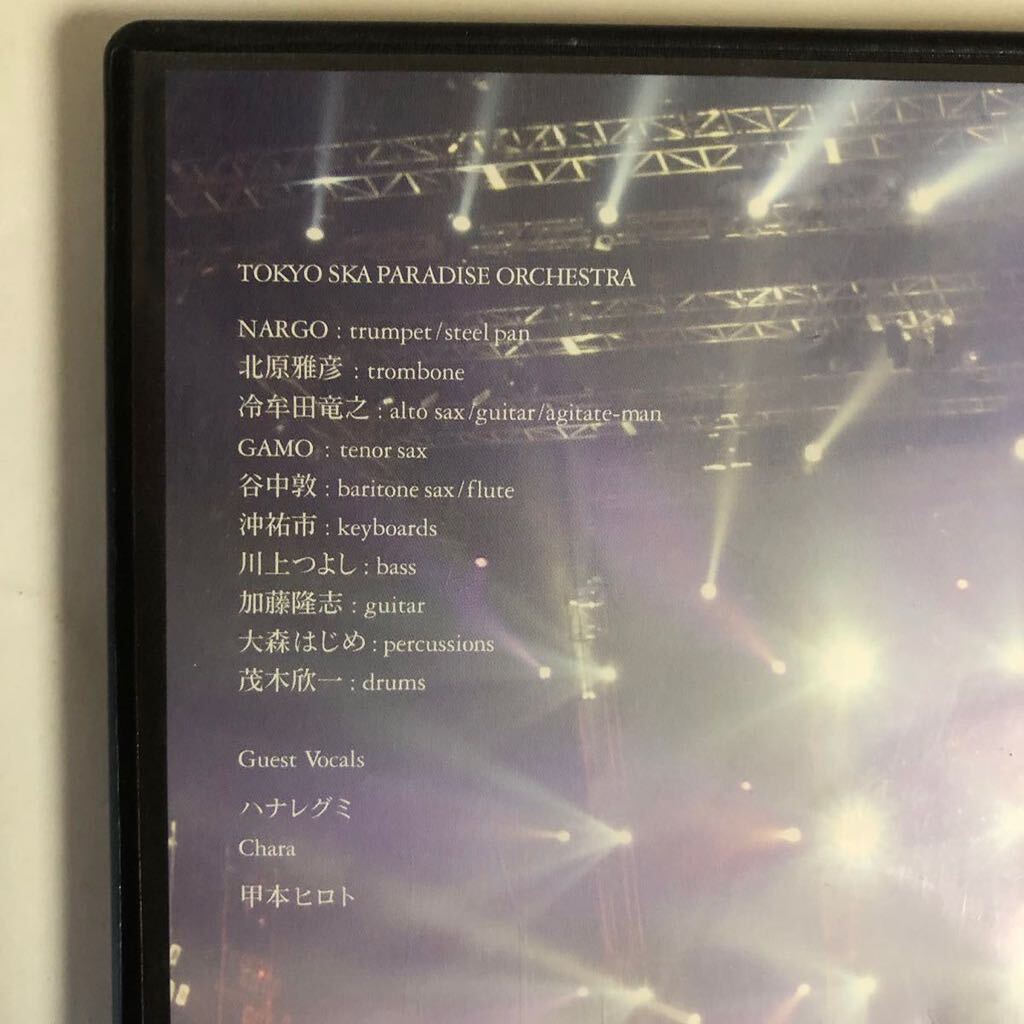 TOKYO SKA PARADISE ORCHESTRA
NARGO : trumpet/steel pan
北原雅彦 : trombone
冷牟田竜之 : alto sax/guitar/agitate-man
GAMO : tenor sax
谷中敦 : baritone sax/flute
沖祐市 : keyboards
川上つよし : bass
加藤隆志 : guitar
大森はじめ : percussions
茂木欣一 : drums
Guest Vocals
ハナレグミ
Chara
甲本ヒロト